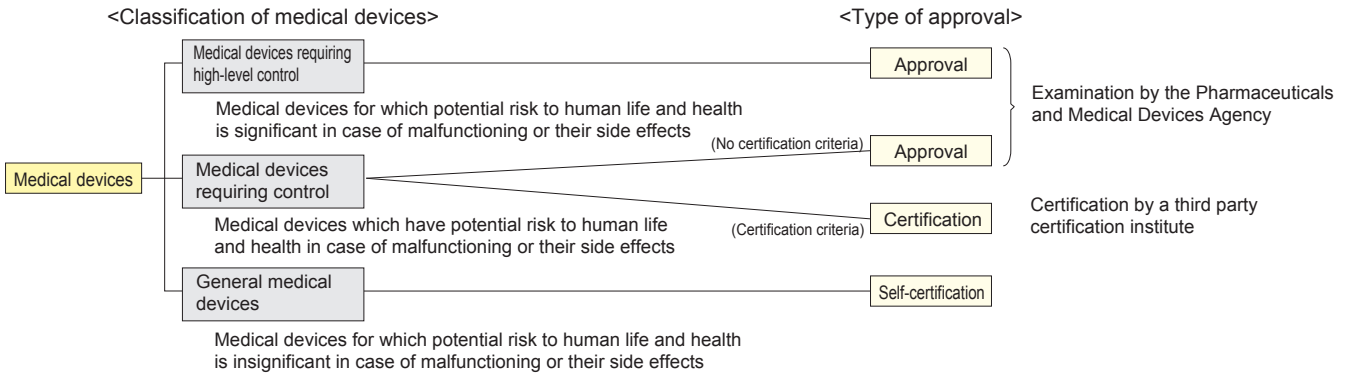 <Classification of medical devices>
<Type of approval>
Medical devices requiring
high-level control
Approval
Medical devices for which potential risk to human life and health
is significant in case of malfunctioning or their side effects
Examination by the Pharmaceuticals
and Medical Devices Agency
(No certification criteria)
Approval
Medical devices
Medical devices
requiring control
Medical devices which have potential risk to human life
and health in case of malfunctioning or their side effects
(Certification criteria)
Certification
Certification by a third party
certification institute
General medical
devices
Self-certification
Medical devices for which potential risk to human life and health
is insignificant in case of malfunctioning or their side effects